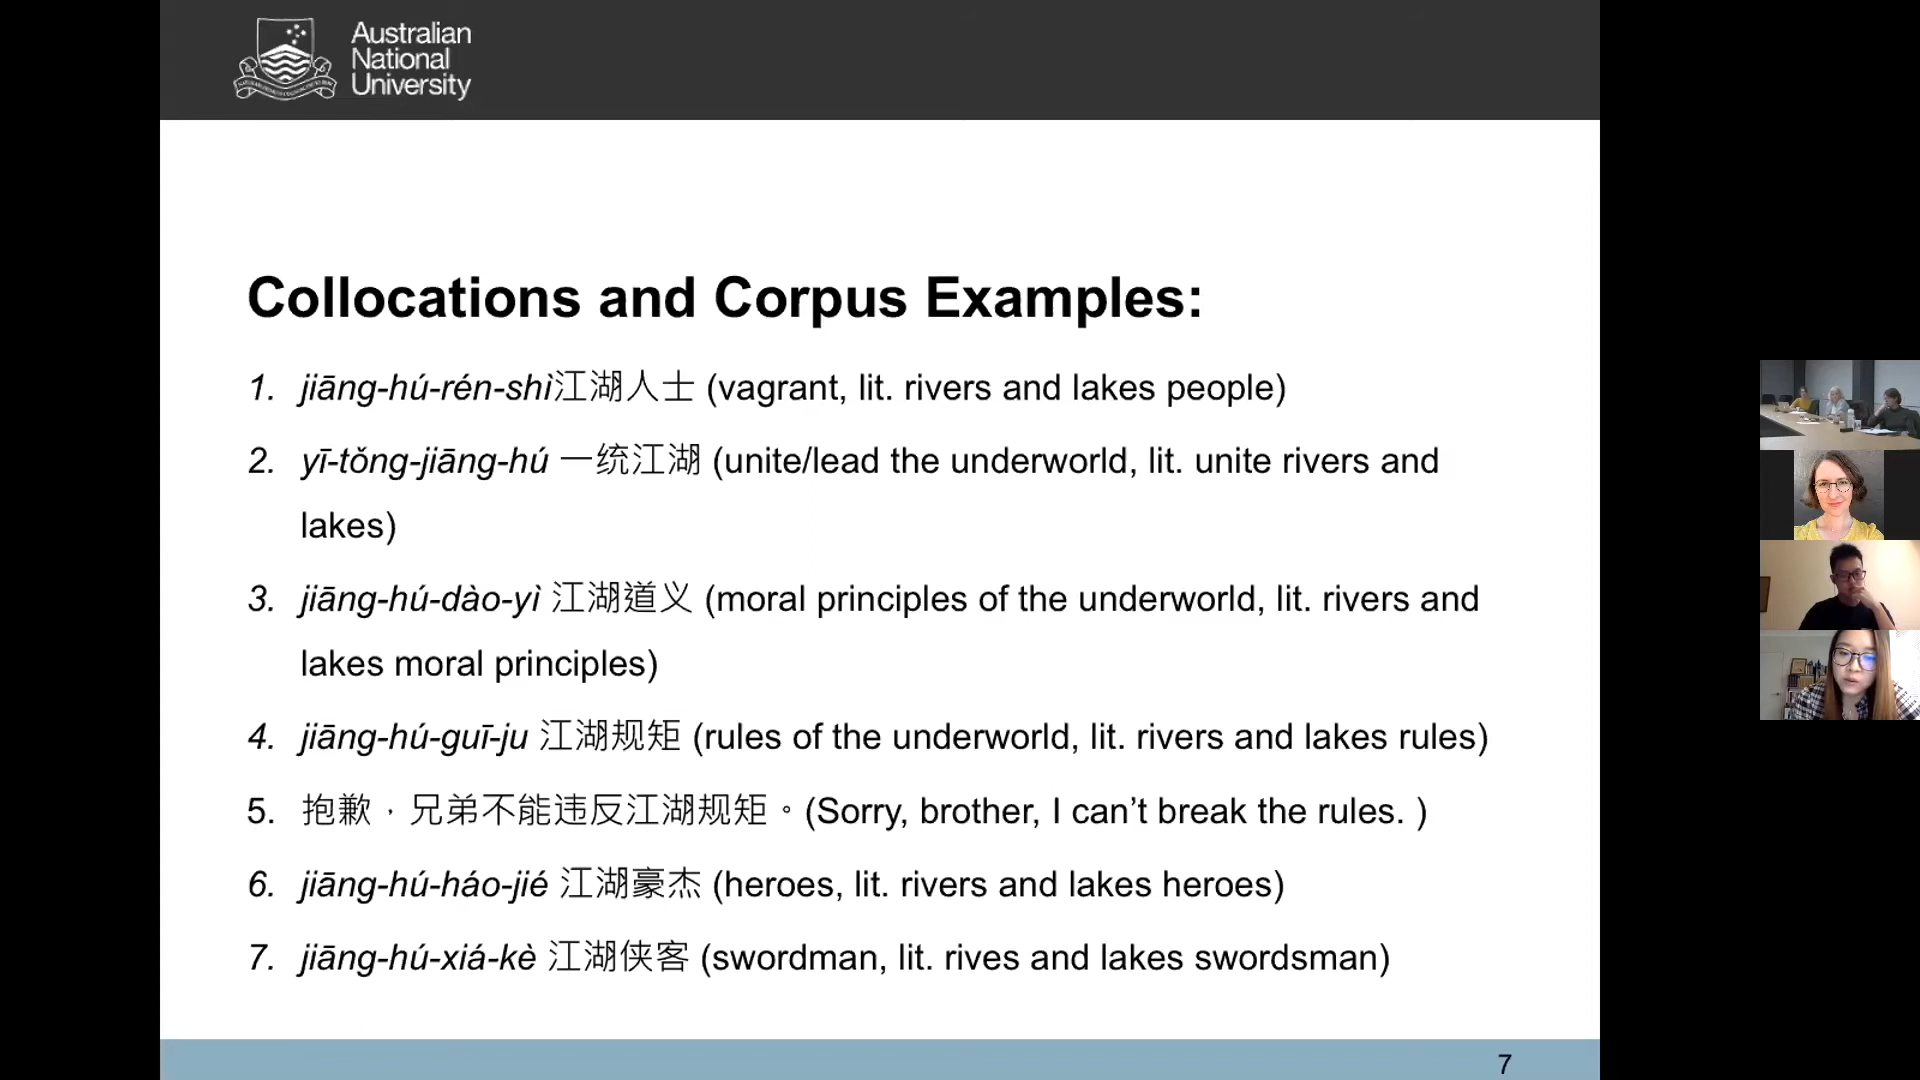 Australian
National
University
Collocations and Corpus Examples:
1. jiāng-hú-rén-shì江湖人士 (vagrant, lit. rivers and lakes people)
2. yī-tǒng-jiāng-hú 一统江湖 (unite/lead the underworld, lit. unite rivers and
lakes)
3. jiāng-hú-dào-yì 江湖道义 (moral principles of the underworld, lit. rivers and
lakes moral principles)
4. jiāng-hú-guī-ju 江湖规矩 (rules of the underworld, lit. rivers and lakes rules)
5. 抱歉，兄弟不能违反江湖规矩。(Sorry, brother, I can’t break the rules. )
6. jiāng-hú-háo-jié 江湖豪杰 (heroes, lit. rivers and lakes heroes)
7. jiāng-hú-xiá-kè 江湖侠客 (swordman, lit. rives and lakes swordsman)
7